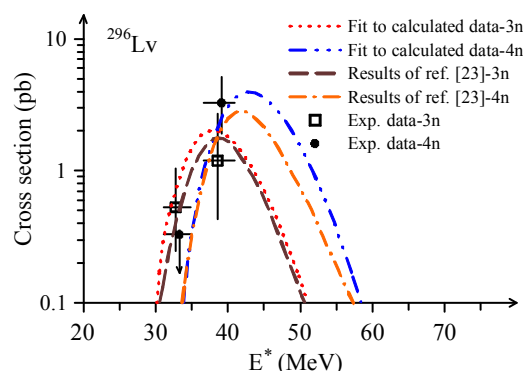 ²⁹⁶Lv
Fit to calculated data-3n
Fit to calculated data-4n
Results of ref. [23]-3n
Results of ref. [23]-4n
Exp. data-3n
Exp. data-4n
Cross section (pb)
10
1
0.1
20 30 40 50 60 70 80
E* (MeV)